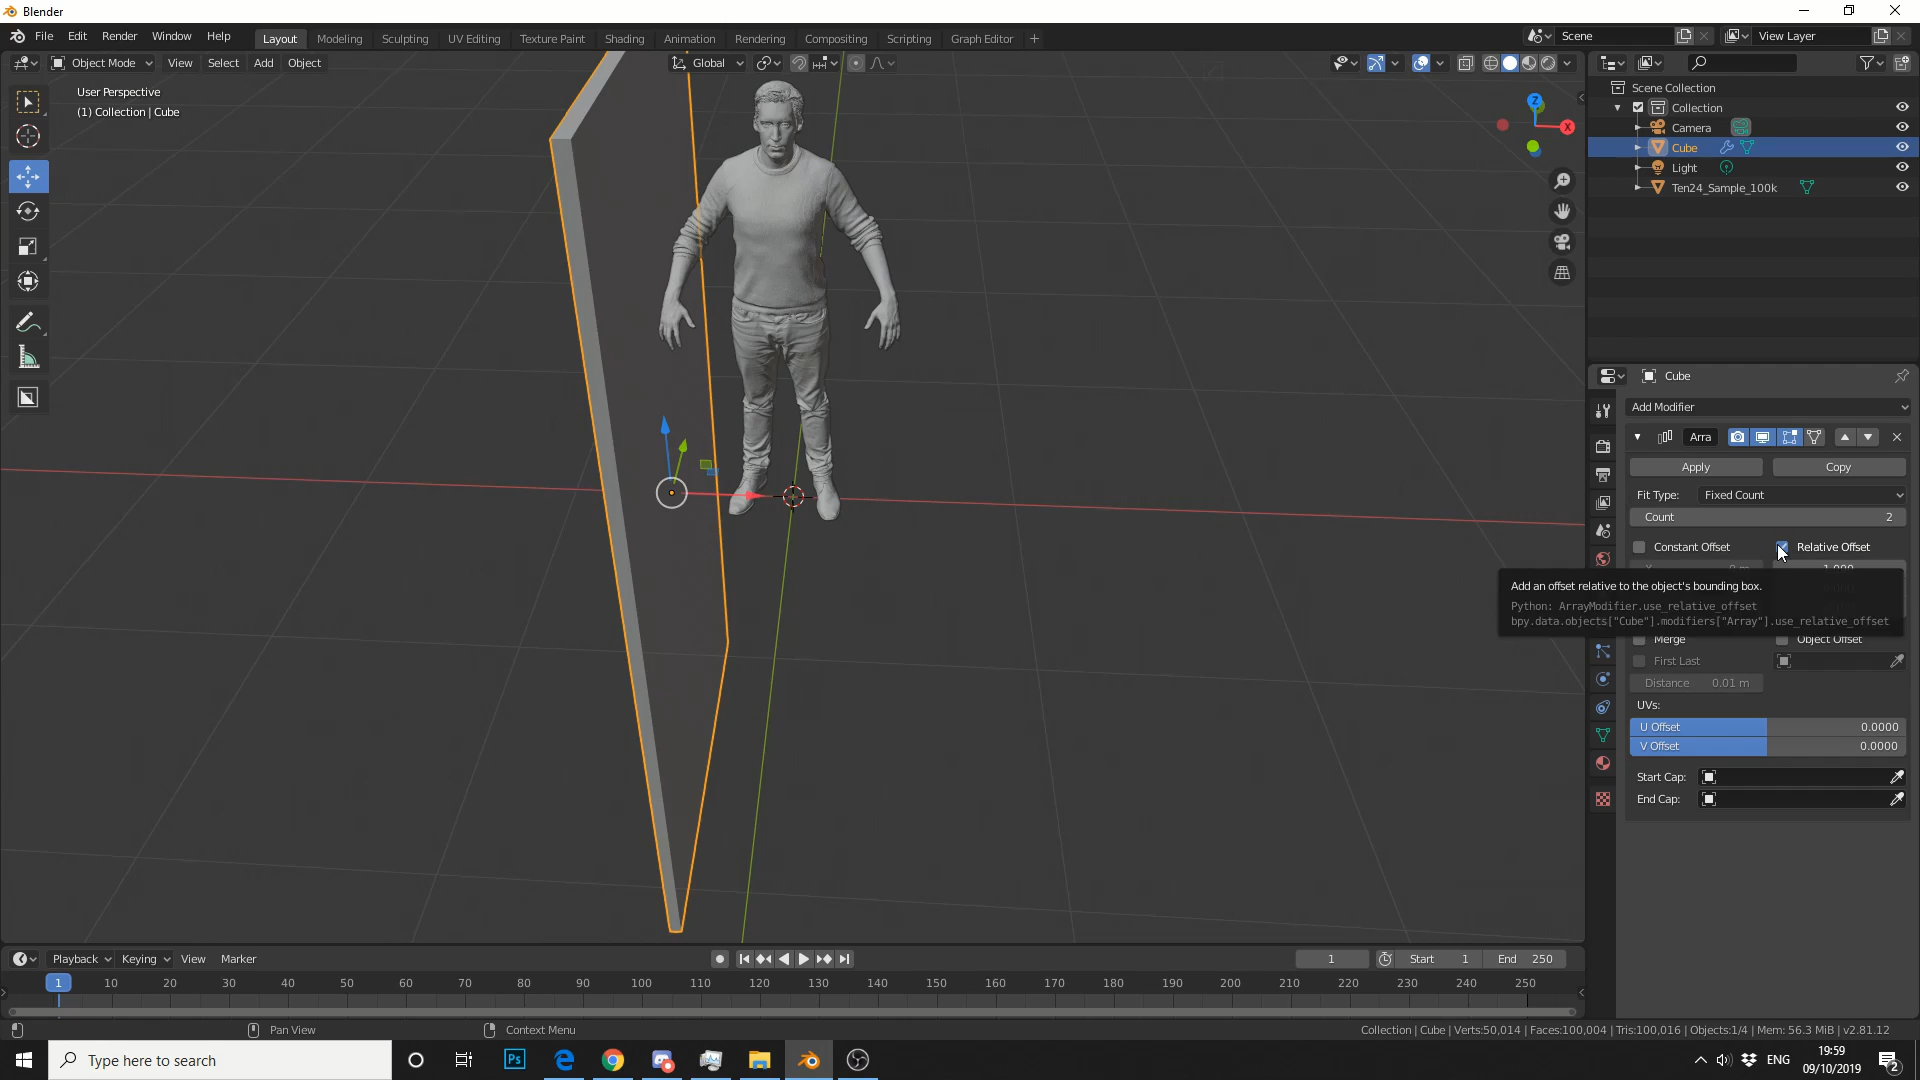 Blender
File Edit Render Window Help
Layout Modeling Sculpting UV Editing Texture Paint Shading Animation Rendering Compositing Scripting Graph Editor +
Scene
View Layer
Object Mode View Select Add Object
Global
User Perspective
(1) Collection | Cube
Z
X
Scene Collection
Collection
Camera
Cube
Light
Ten24_Sample_100k
Cube
Add Modifier
Arra
Apply
Copy
Fit Type: Fixed Count
Count 2
Constant Offset
Relative Offset
Add an offset relative to the object's bounding box.
Python: ArrayModifier.use_relative_offset
bpy.data.objects["Cube"].modifiers["Array"].use_relative_offset
Merge
Object Offset
First Last
Distance 0.01 m
UVs:
U Offset 0.0000
V Offset 0.0000
Start Cap:
End Cap:
Playback Keying View Marker
1
Start 1
End 250
1 10 20 30 40 50 60 70 80 90 100 110 120 130 140 150 160 170 180 190 200 210 220 230 240 250
Pan View
Context Menu
Collection | Cube | Verts:50,014 | Faces:100,004 | Tris:100,016 | Objects:1/4 | Mem: 56.3 MiB | v2.81.12
Type here to search
Ps
ENG
19:59
09/10/2019
2